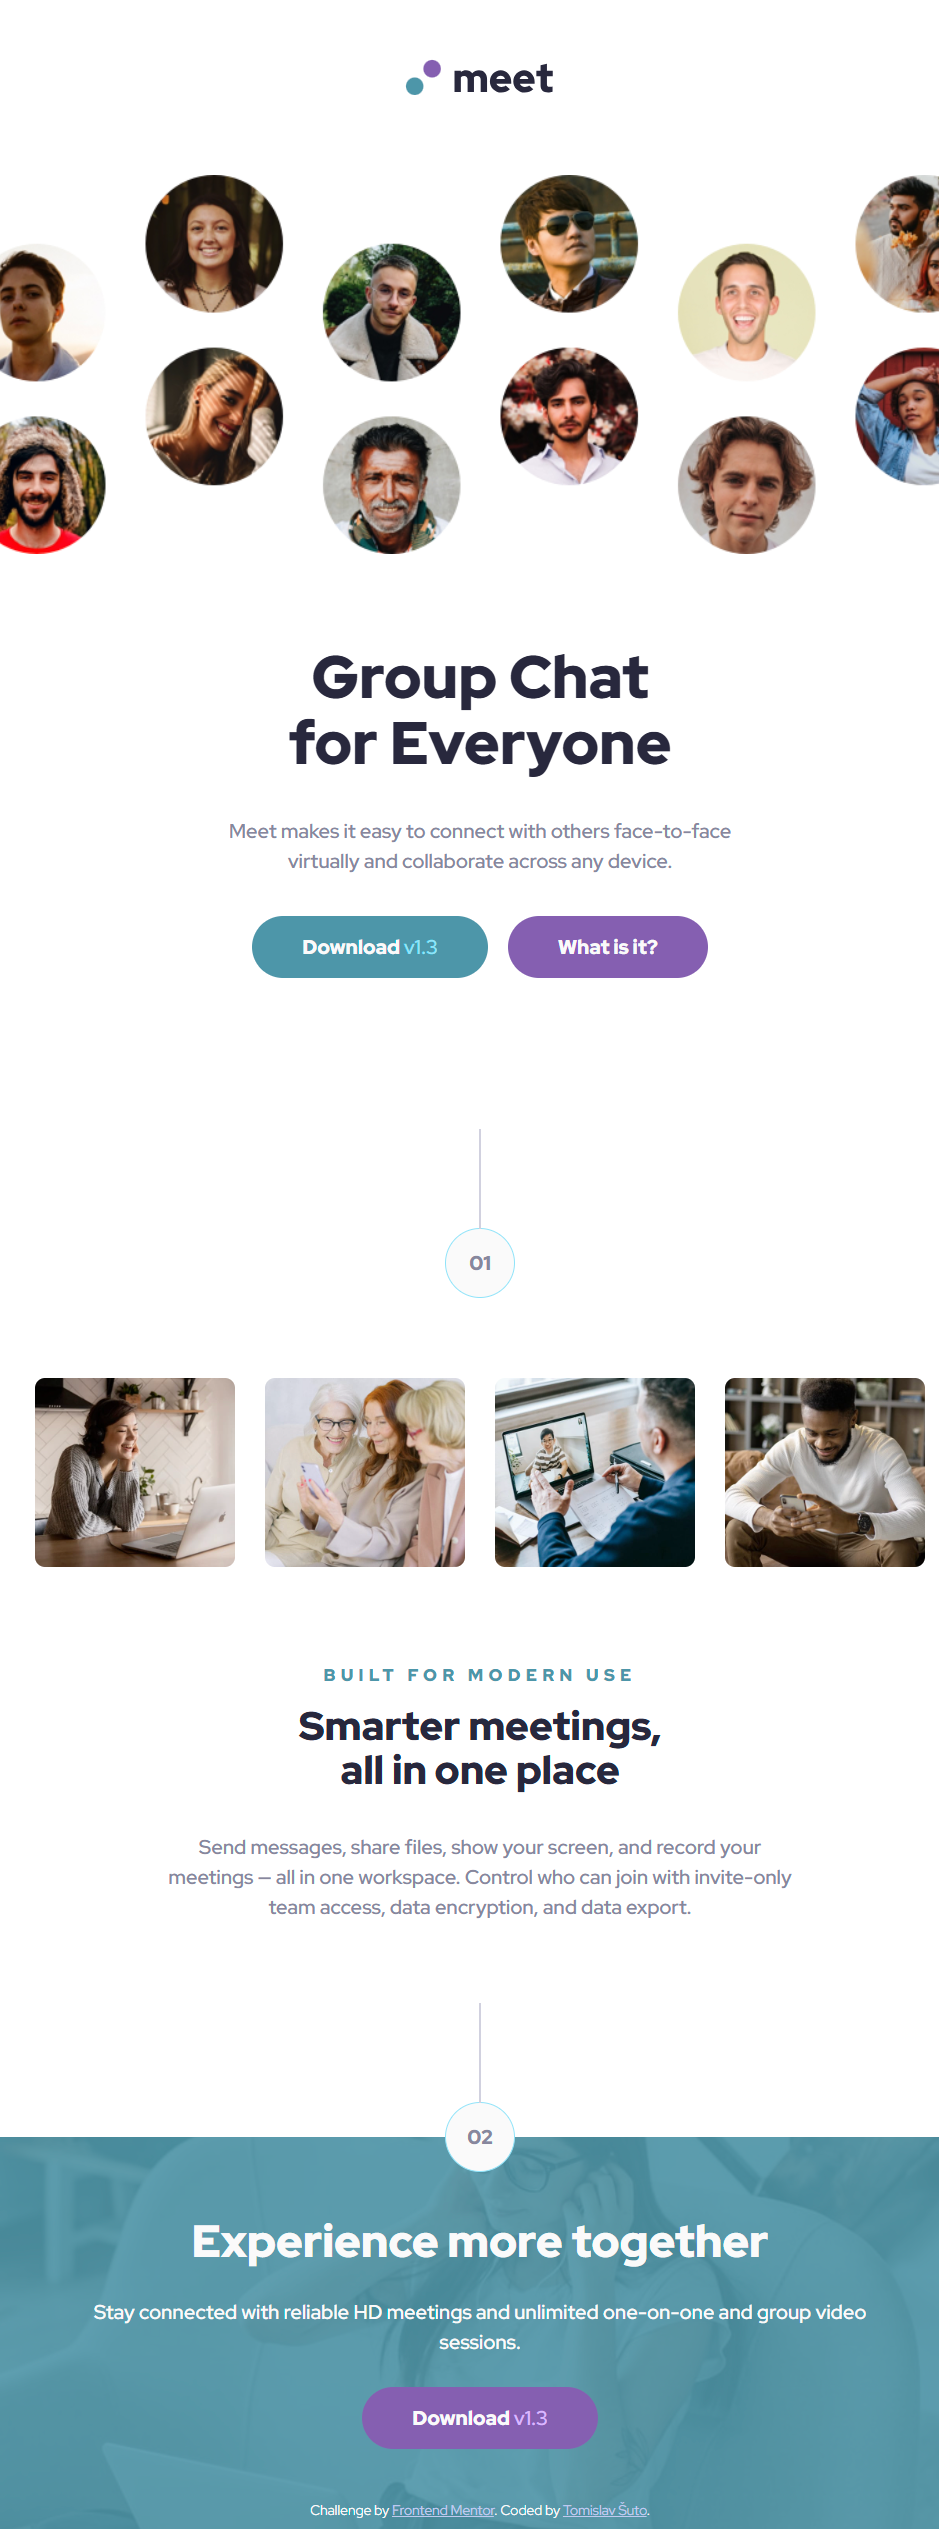 meet
Group Chat
for Everyone
Meet makes it easy to connect with others face-to-face
virtually and collaborate across any device.
Download v1.3
What is it?
01
BUILT FOR MODERN USE
Smarter meetings,
all in one place
Send messages, share files, show your screen, and record your
meetings — all in one workspace. Control who can join with invite-only
team access, data encryption, and data export.
02
Experience more together
Stay connected with reliable HD meetings and unlimited one-on-one and group video
sessions.
Download v1.3
Challenge by Frontend Mentor. Coded by Tomislav Šuto.